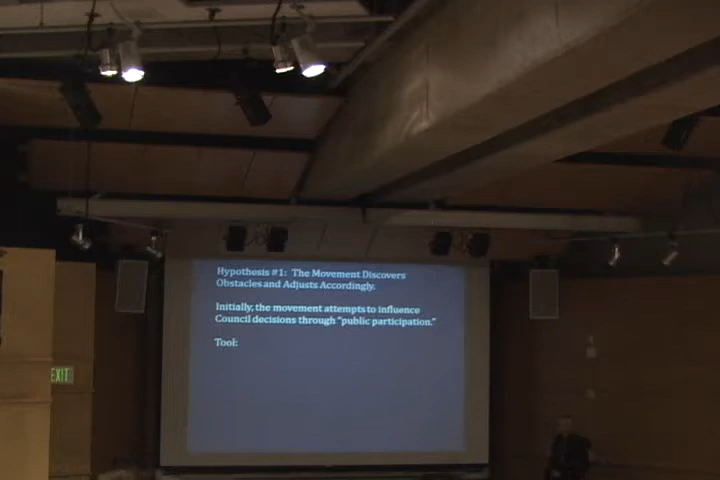 Hypothesis #1: The Movement Discovers
Obstacles and Adjusts Accordingly.
Initially, the movement attempts to influence
Council decisions through "public participation."
Tool:
EXIT